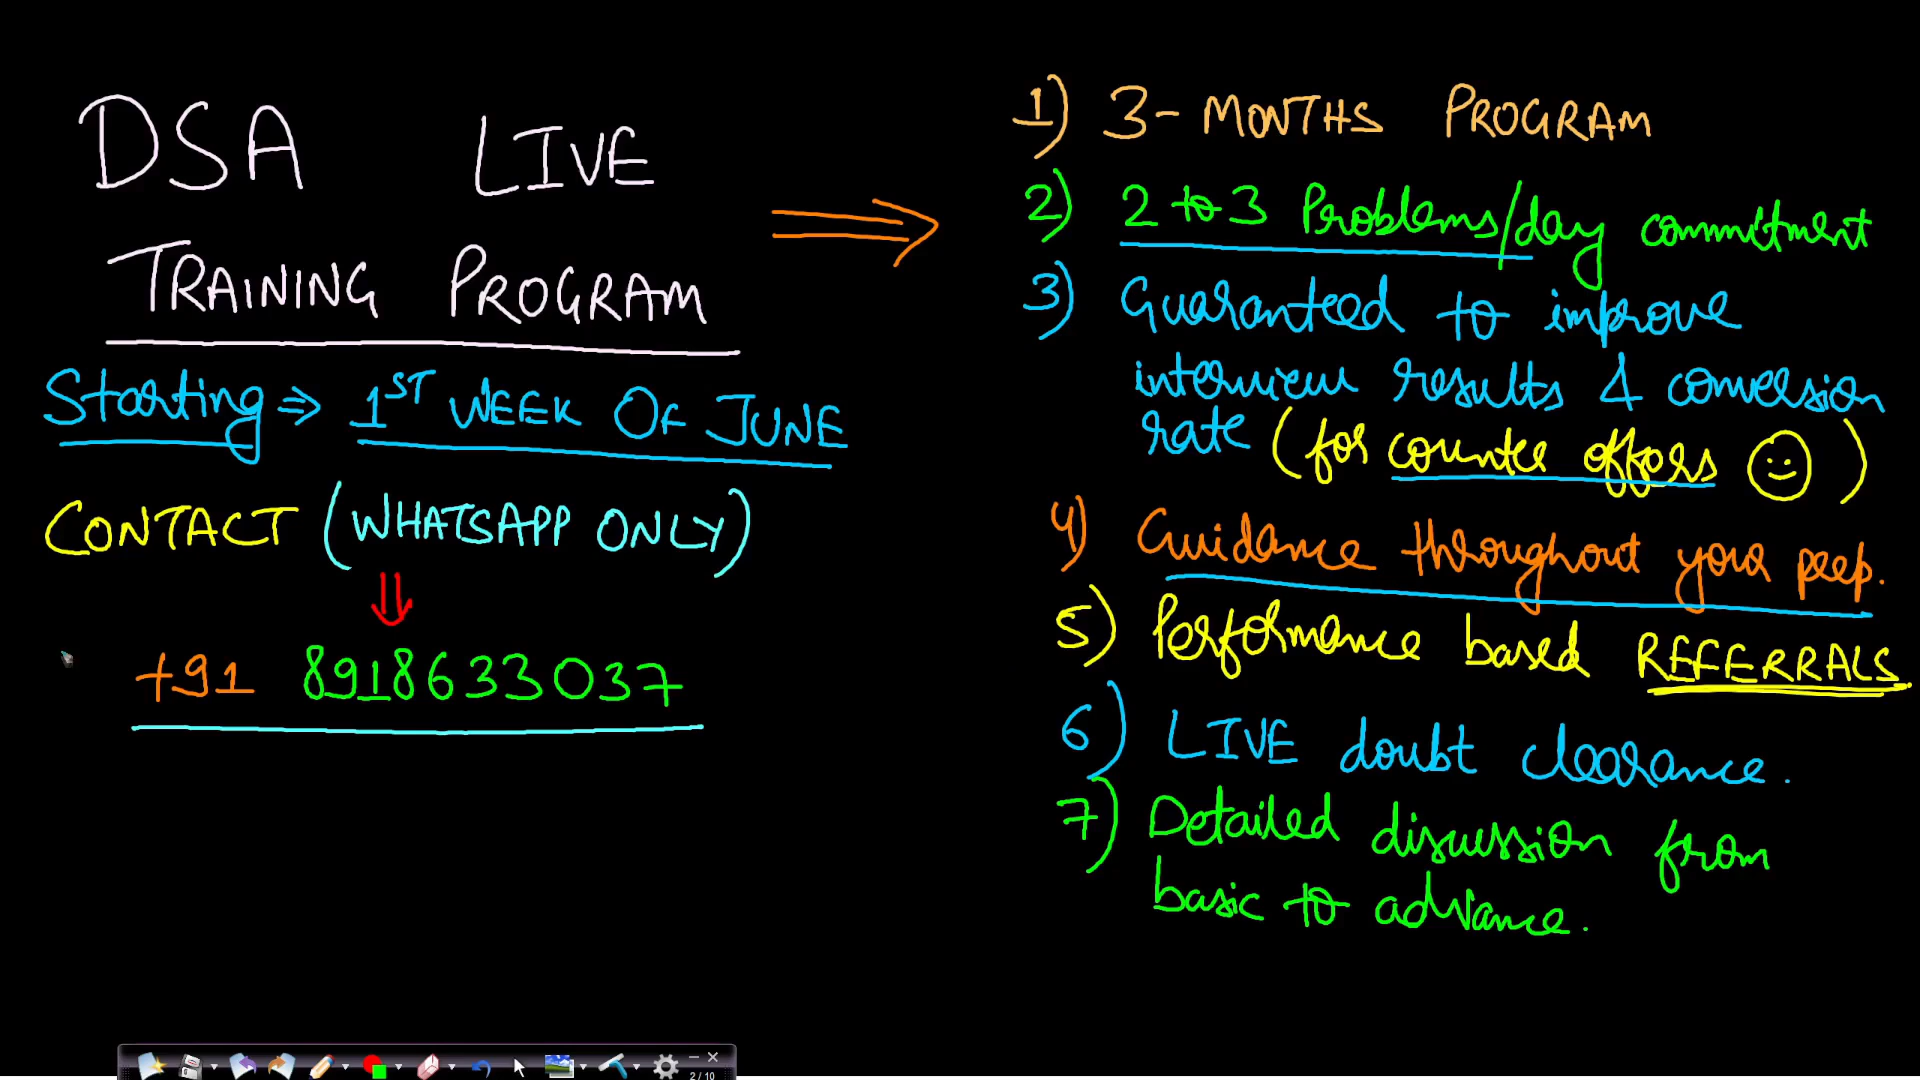 DSA LIVE
TRAINING PROGRAM
Starting ⇒ 1ST WEEK OF JUNE
CONTACT (WHATSAPP ONLY)
+91 8918633037
1) 3-MONTHS PROGRAM
2) 2 to 3 Problems/day commitment
3) Guaranteed to improve
interview results & conversion
rate (for counter offers ☺)
4) Guidance throughout your prep.
5) Performance based REFERRALS
6) LIVE doubt clearance.
7) Detailed discussion from
basic to advance.
2/10